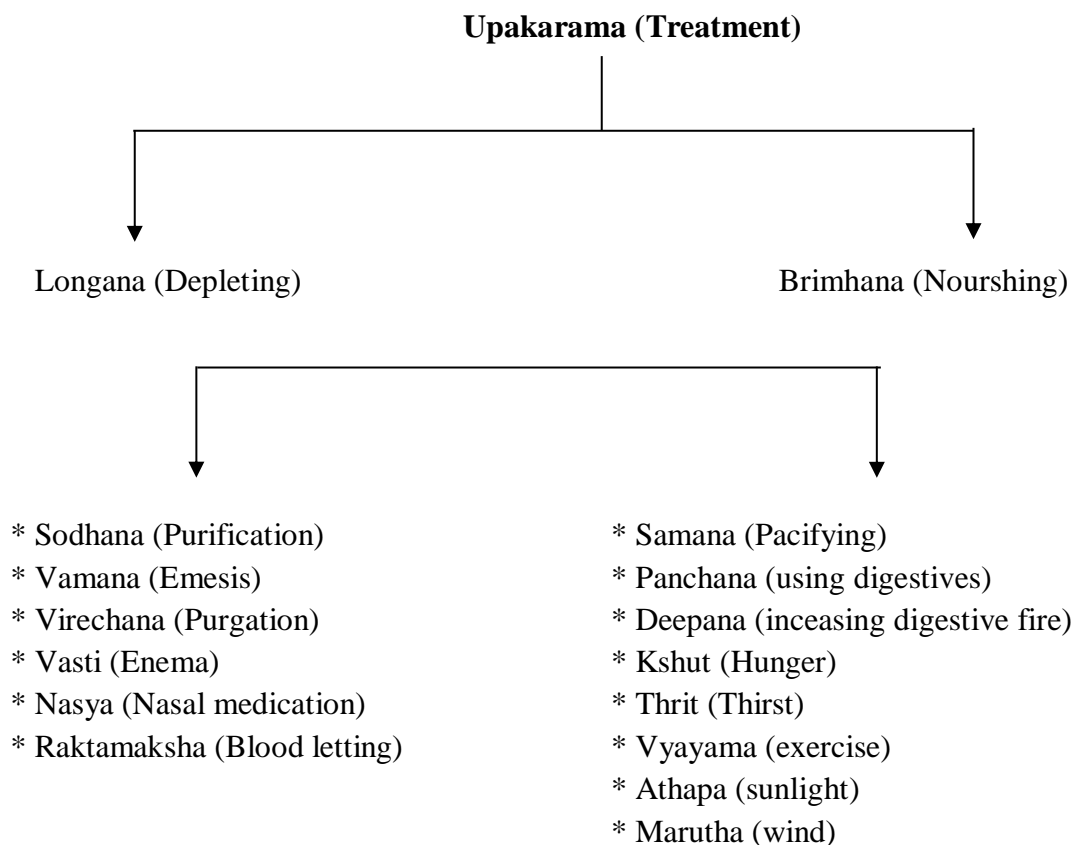 Upakarama (Treatment)
Longana (Depleting)
Brimhana (Nourshing)
* Sodhana (Purification)
* Vamana (Emesis)
* Virechana (Purgation)
* Vasti (Enema)
* Nasya (Nasal medication)
* Raktamaksha (Blood letting)
* Samana (Pacifying)
* Panchana (using digestives)
* Deepana (inceasing digestive fire)
* Kshut (Hunger)
* Thrit (Thirst)
* Vyayama (exercise)
* Athapa (sunlight)
* Marutha (wind)